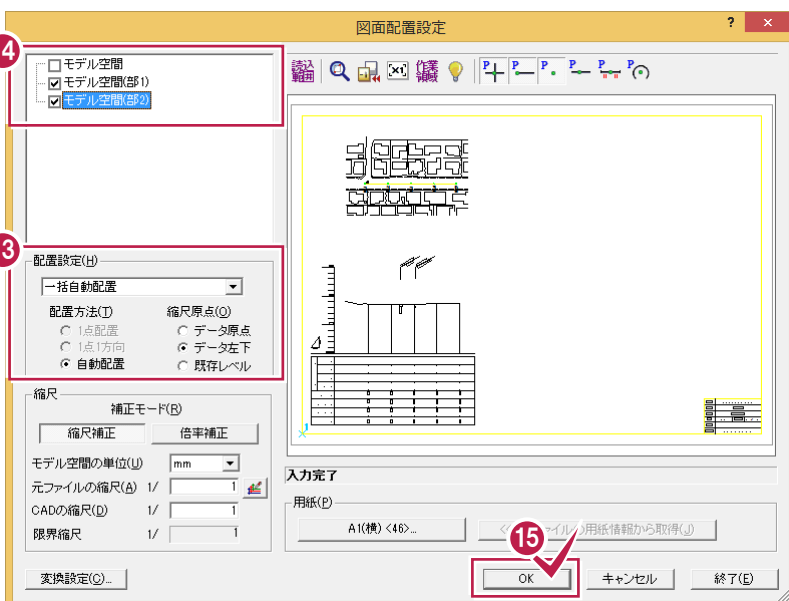 図面配置設定
?
×
4
モデル空間
モデル空間(部1)
モデル空間(部2)
読込
範囲
作業
P P P P P P
3
配置設定(H)
一括自動配置
配置方法(T) 縮尺原点(O)
1点配置 データ原点
1点1方向 データ左下
自動配置 既存レベル
縮尺
補正モード(R)
縮尺補正 倍率補正
モデル空間の単位(U) mm
元ファイルの縮尺(A) 1/ 1
CADの縮尺(D) 1/ 1
限界縮尺 1/ 1
入力完了
用紙(P)
A1(横) <46>...
ファイルの用紙情報から取得(J)
15
変換設定(C)...
OK
キャンセル
終了(E)